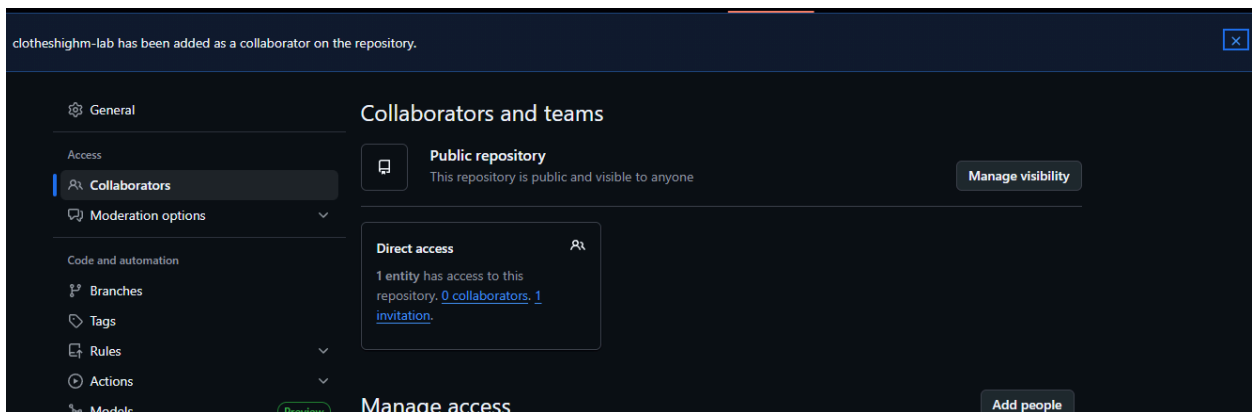 clotheshighm-lab has been added as a collaborator on the repository.
General
Access
Collaborators
Moderation options
Code and automation
Branches
Tags
Rules
Actions
Models
Preview
Collaborators and teams
Public repository
This repository is public and visible to anyone
Manage visibility
Direct access
1 entity has access to this
repository. 0 collaborators. 1
invitation.
Manage access
Add people